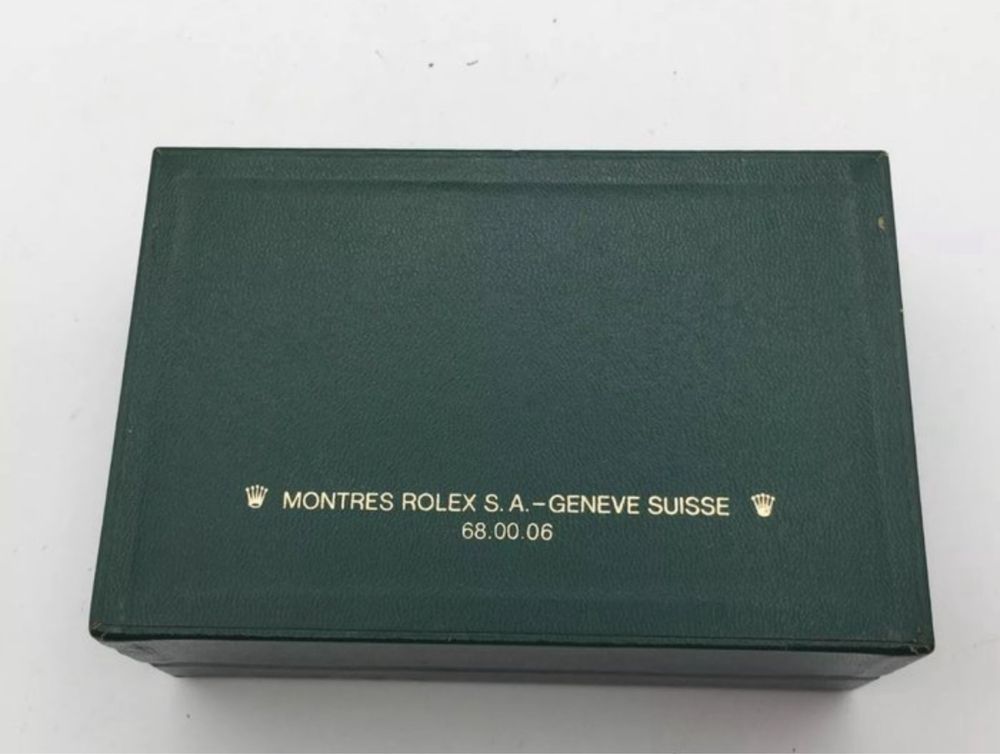 MONTRES ROLEX S.A.-GENEVE SUISSE
68.00.06